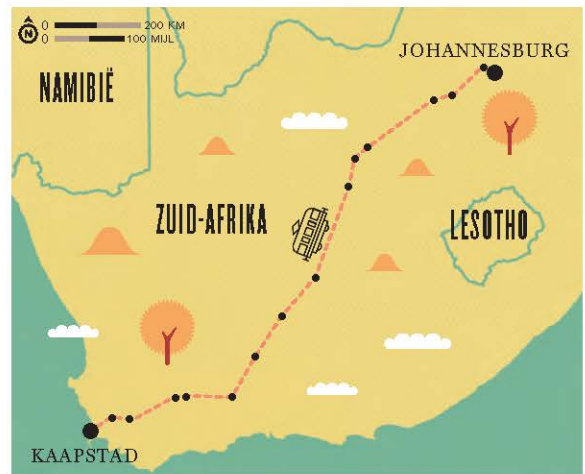 0 200 KM
0 100 MIJL
N
JOHANNESBURG
NAMIBIË
ZUID-AFRIKA
LESOTHO
KAAPSTAD